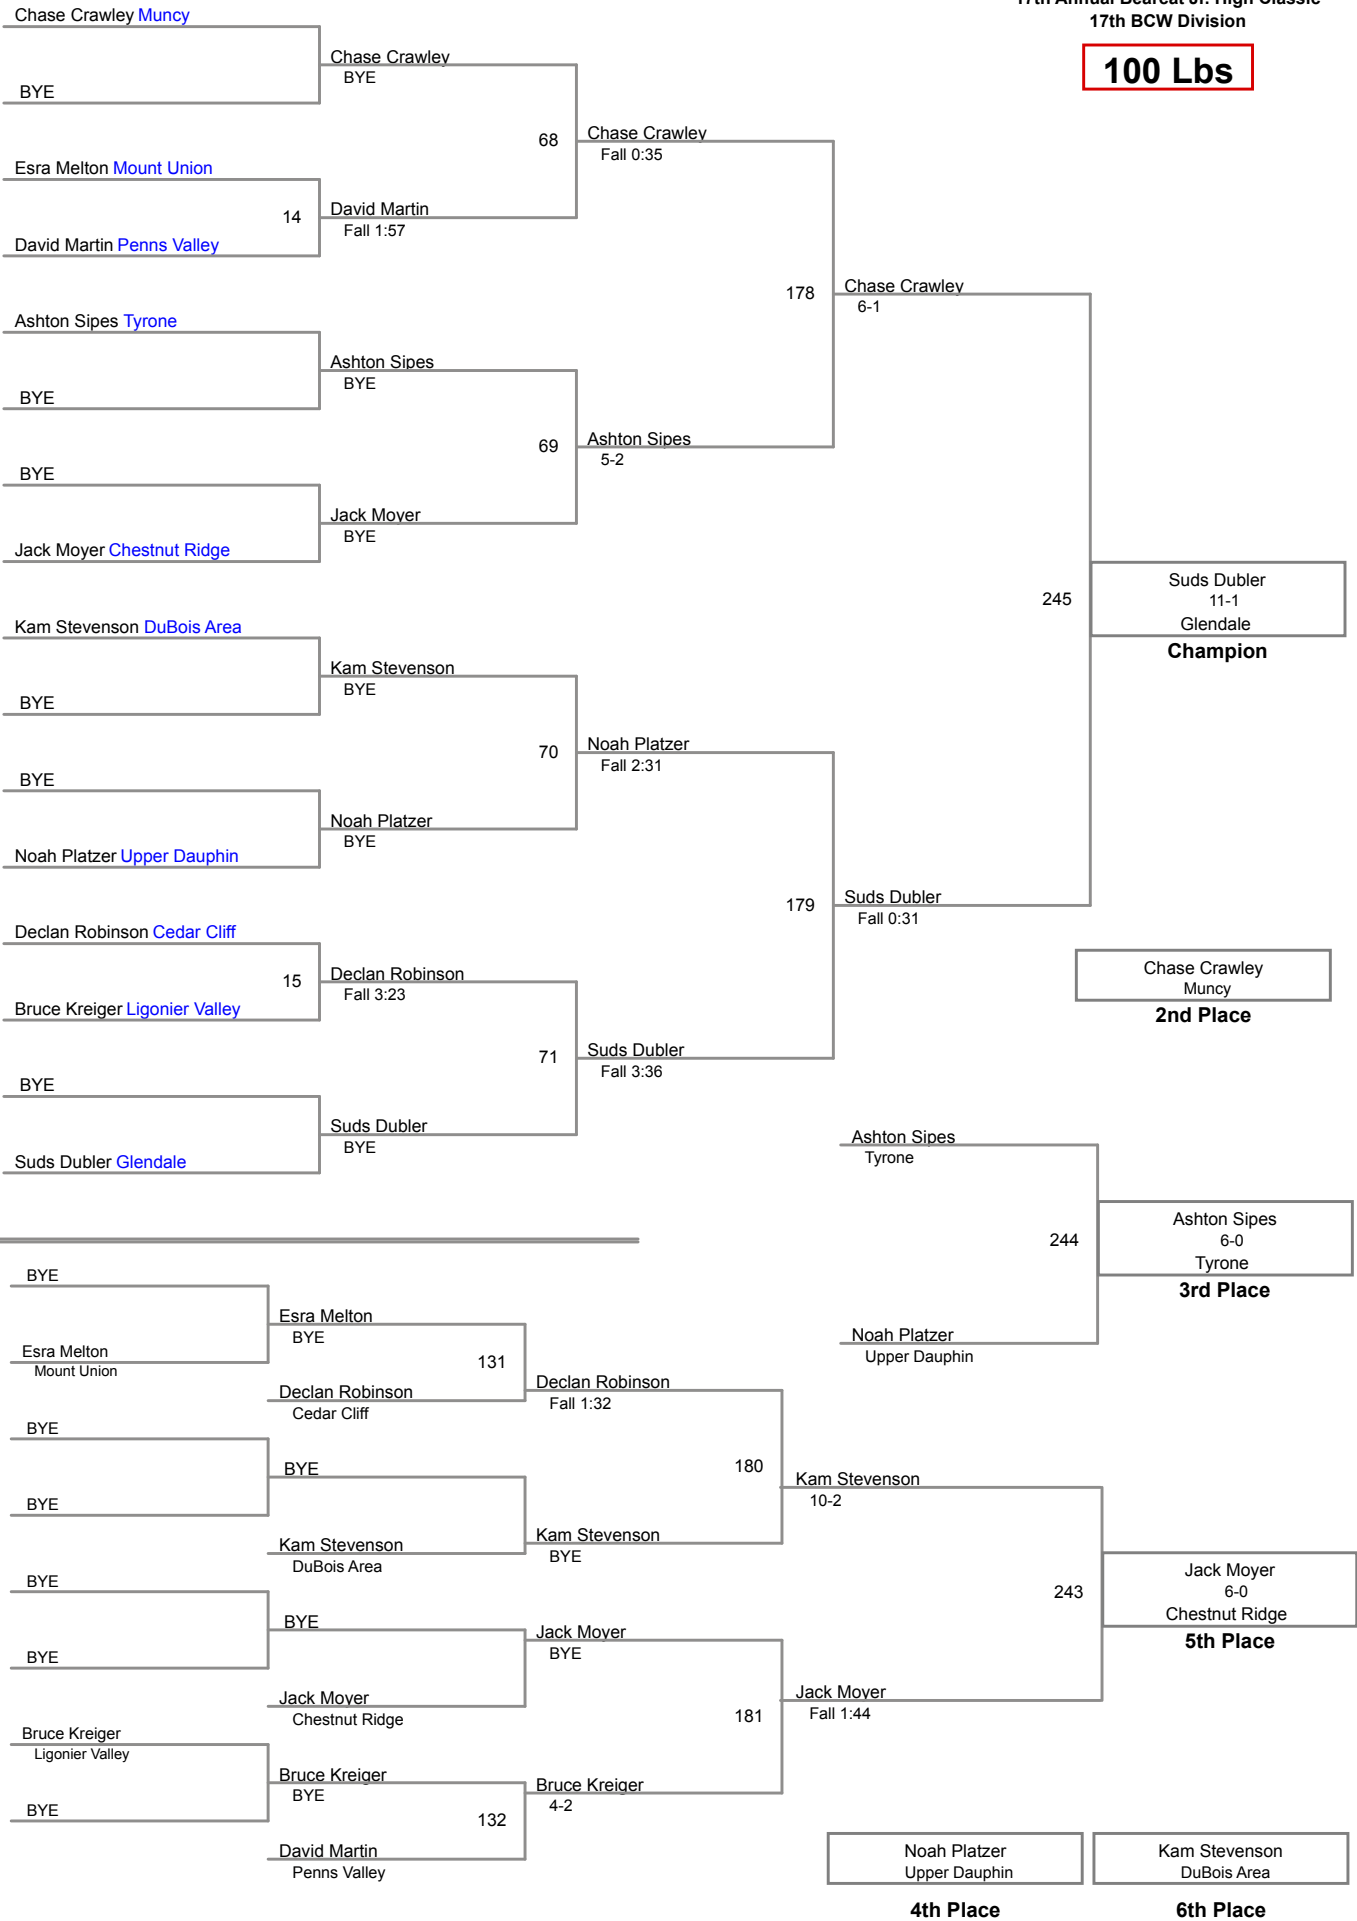 17th Annual Bearcat Jr. High Classic
17th BCW Division
100 Lbs
Chase Crawley Muncy
BYE
Esra Melton Mount Union
14
David Martin Penns Valley
Ashton Sipes Tyrone
BYE
BYE
Jack Moyer Chestnut Ridge
Kam Stevenson DuBois Area
BYE
BYE
Noah Platzer Upper Dauphin
Declan Robinson Cedar Cliff
15
Bruce Kreiger Ligonier Valley
BYE
Suds Dubler Glendale
Chase Crawley
BYE
68
David Martin
Fall 1:57
Ashton Sipes
BYE
69
Jack Moyer
BYE
Kam Stevenson
BYE
70
Noah Platzer
BYE
Declan Robinson
Fall 3:23
71
Suds Dubler
BYE
Chase Crawley
Fall 0:35
178
Ashton Sipes
5-2
Noah Platzer
Fall 2:31
179
Suds Dubler
Fall 3:36
Chase Crawley
6-1
245
Suds Dubler
Fall 0:31
Suds Dubler
11-1
Glendale
Champion
Chase Crawley
Muncy
2nd Place
Ashton Sipes
Tyrone
244
Noah Platzer
Upper Dauphin
Ashton Sipes
6-0
Tyrone
3rd Place
BYE
Esra Melton
Mount Union
BYE
BYE
BYE
BYE
Bruce Kreiger
Ligonier Valley
BYE
Esra Melton
BYE
131
Declan Robinson
Cedar Cliff
BYE
Kam Stevenson
DuBois Area
BYE
Jack Moyer
Chestnut Ridge
Bruce Kreiger
BYE
132
David Martin
Penns Valley
Declan Robinson
Fall 1:32
180
Kam Stevenson
BYE
Jack Moyer
BYE
181
Bruce Kreiger
4-2
Kam Stevenson
10-2
243
Jack Moyer
Fall 1:44
Jack Moyer
6-0
Chestnut Ridge
5th Place
Noah Platzer
Upper Dauphin
4th Place
Kam Stevenson
DuBois Area
6th Place